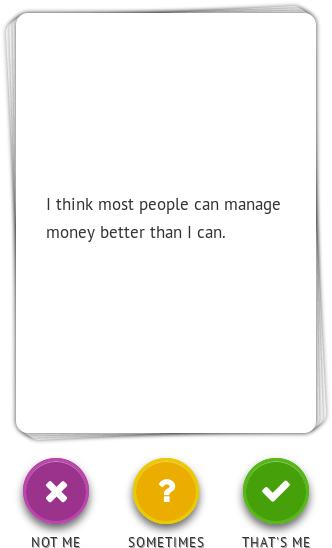 I think most people can manage
money better than I can.
?
NOT ME
SOMETIMES
THAT`S ME